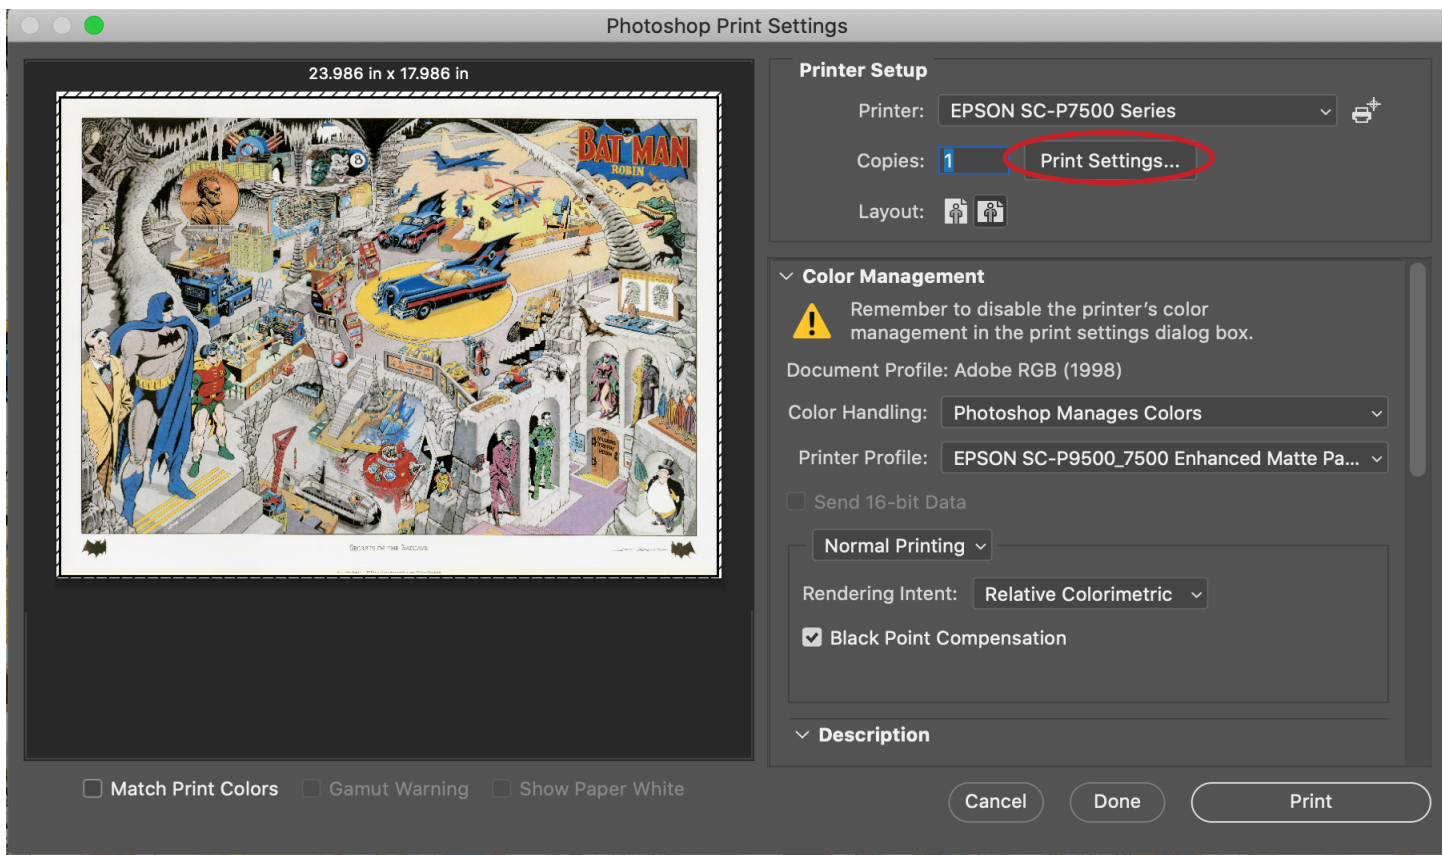 Photoshop Print Settings
23.986 in x 17.986 in
BATMAN
ROBIN
SECRETS OF THE BATCAVE
Printer Setup
Printer: EPSON SC-P7500 Series
Copies: 1 Print Settings...
Layout:
Color Management
Remember to disable the printer's color
management in the print settings dialog box.
Document Profile: Adobe RGB (1998)
Color Handling: Photoshop Manages Colors
Printer Profile: EPSON SC-P9500_7500 Enhanced Matte Pa...
Send 16-bit Data
Normal Printing
Rendering Intent: Relative Colorimetric
Black Point Compensation
Description
Match Print Colors Gamut Warning Show Paper White
Cancel Done Print